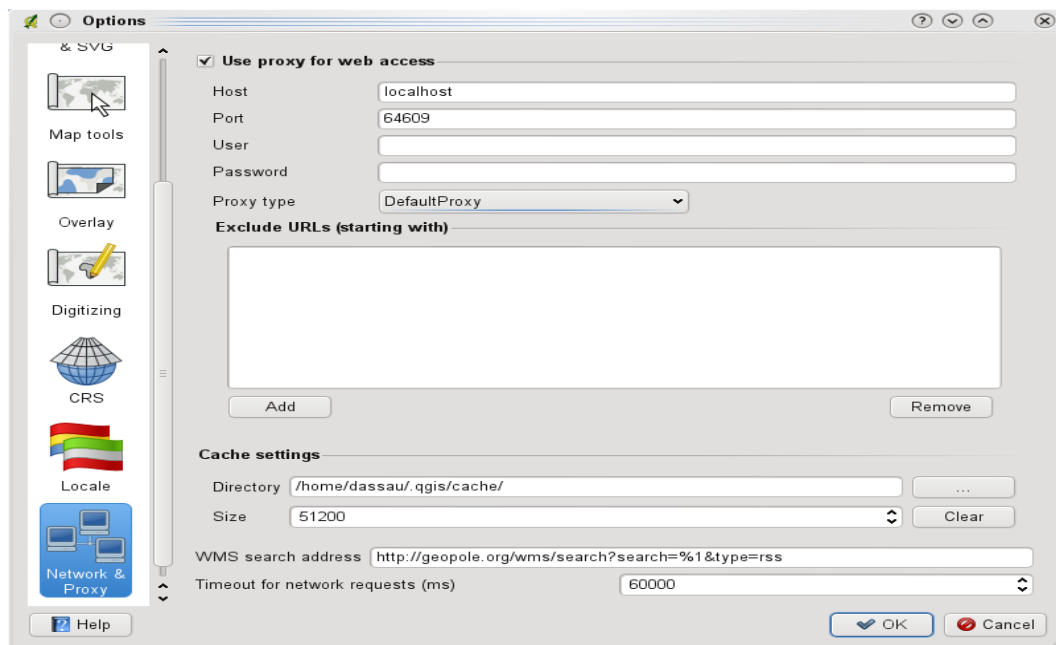 Options
& SVG
Map tools
Overlay
Digitizing
CRS
Locale
Network &
Proxy
Use proxy for web access
Host localhost
Port 64609
User
Password
Proxy type DefaultProxy
Exclude URLs (starting with)
Add Remove
Cache settings
Directory /home/dassau/.qgis/cache/ ...
Size 51200 Clear
WMS search address http://geopole.org/wms/search?search=%1&type=rss
Timeout for network requests (ms) 60000
Help OK Cancel